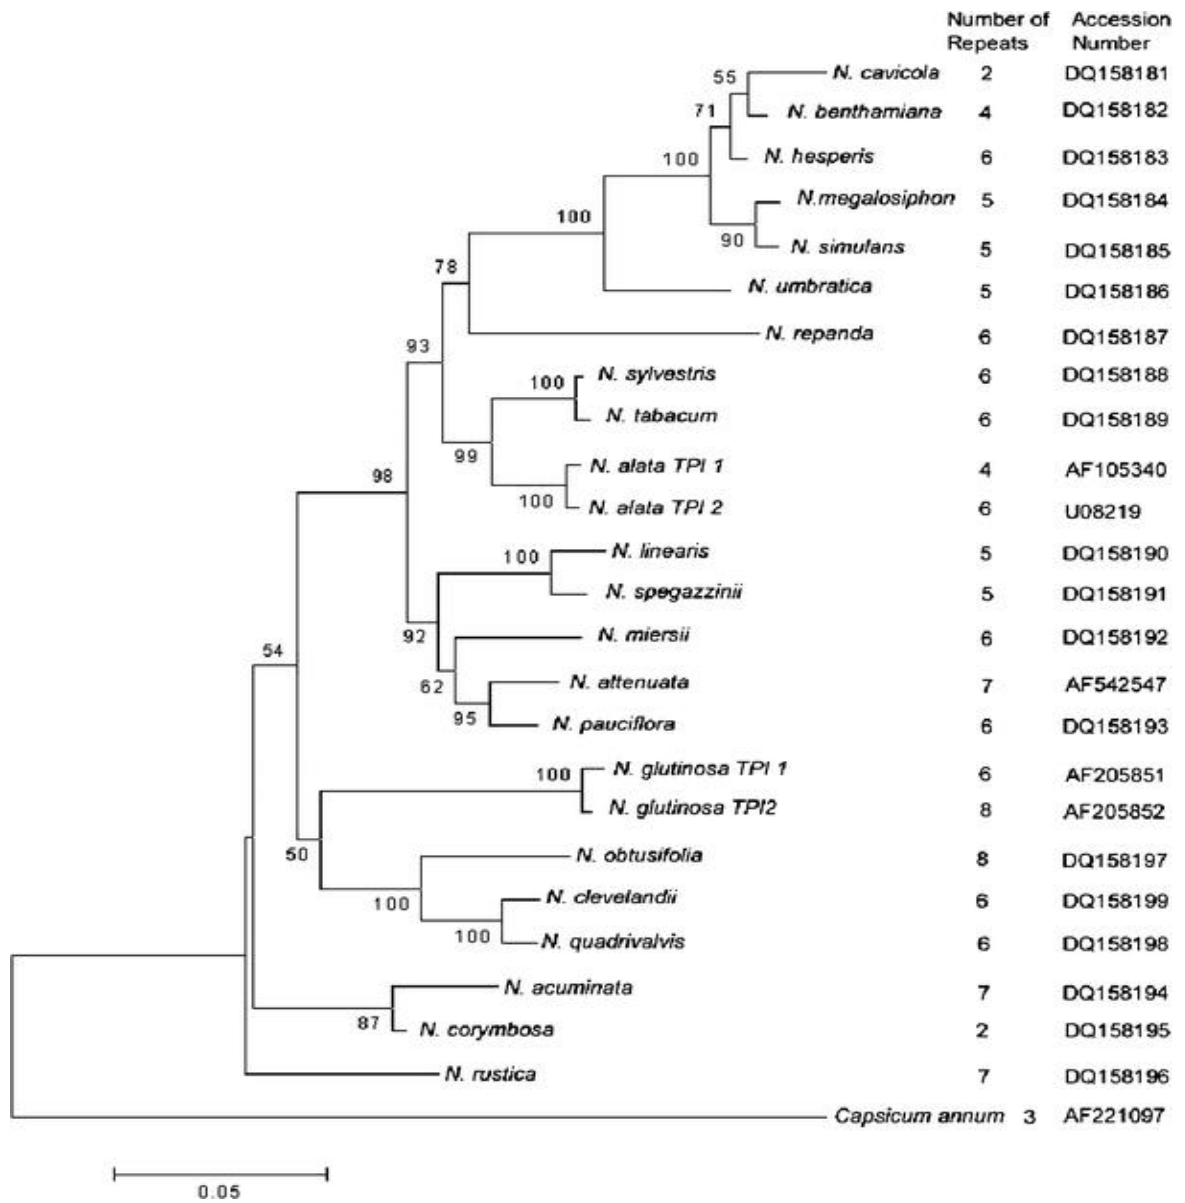 Number of Accession
Repeats Number
55 N. cavicola 2 DQ158181
N. benthamiana 4 DQ158182
71
N. hesperis 6 DQ158183
100
N.megalosiphon 5 DQ158184
90 N. simulans 5 DQ158185
100
N. umbratica 5 DQ158186
78
N. repanda 6 DQ158187
93
N. sylvestris 6 DQ158188
100
N. tabacum 6 DQ158189
99
N. alata TPI 1 4 AF105340
98
100
N. alata TPI 2 6 U08219
N. linearis 5 DQ158190
100
N. spegazzinii 5 DQ158191
92
N. miersii 6 DQ158192
54
62
N. attenuata 7 AF542547
95 N. pauciflora 6 DQ158193
N. glutinosa TPI 1 6 AF205851
100
N. glutinosa TPI2 8 AF205852
50 N. obtusifolia 8 DQ158197
100 N. clevelandii 6 DQ158199
100 N. quadrivalvis 6 DQ158198
N. acuminata 7 DQ158194
87 N. corymbosa 2 DQ158195
N. rustica 7 DQ158196
Capsicum annum 3 AF221097
0.05